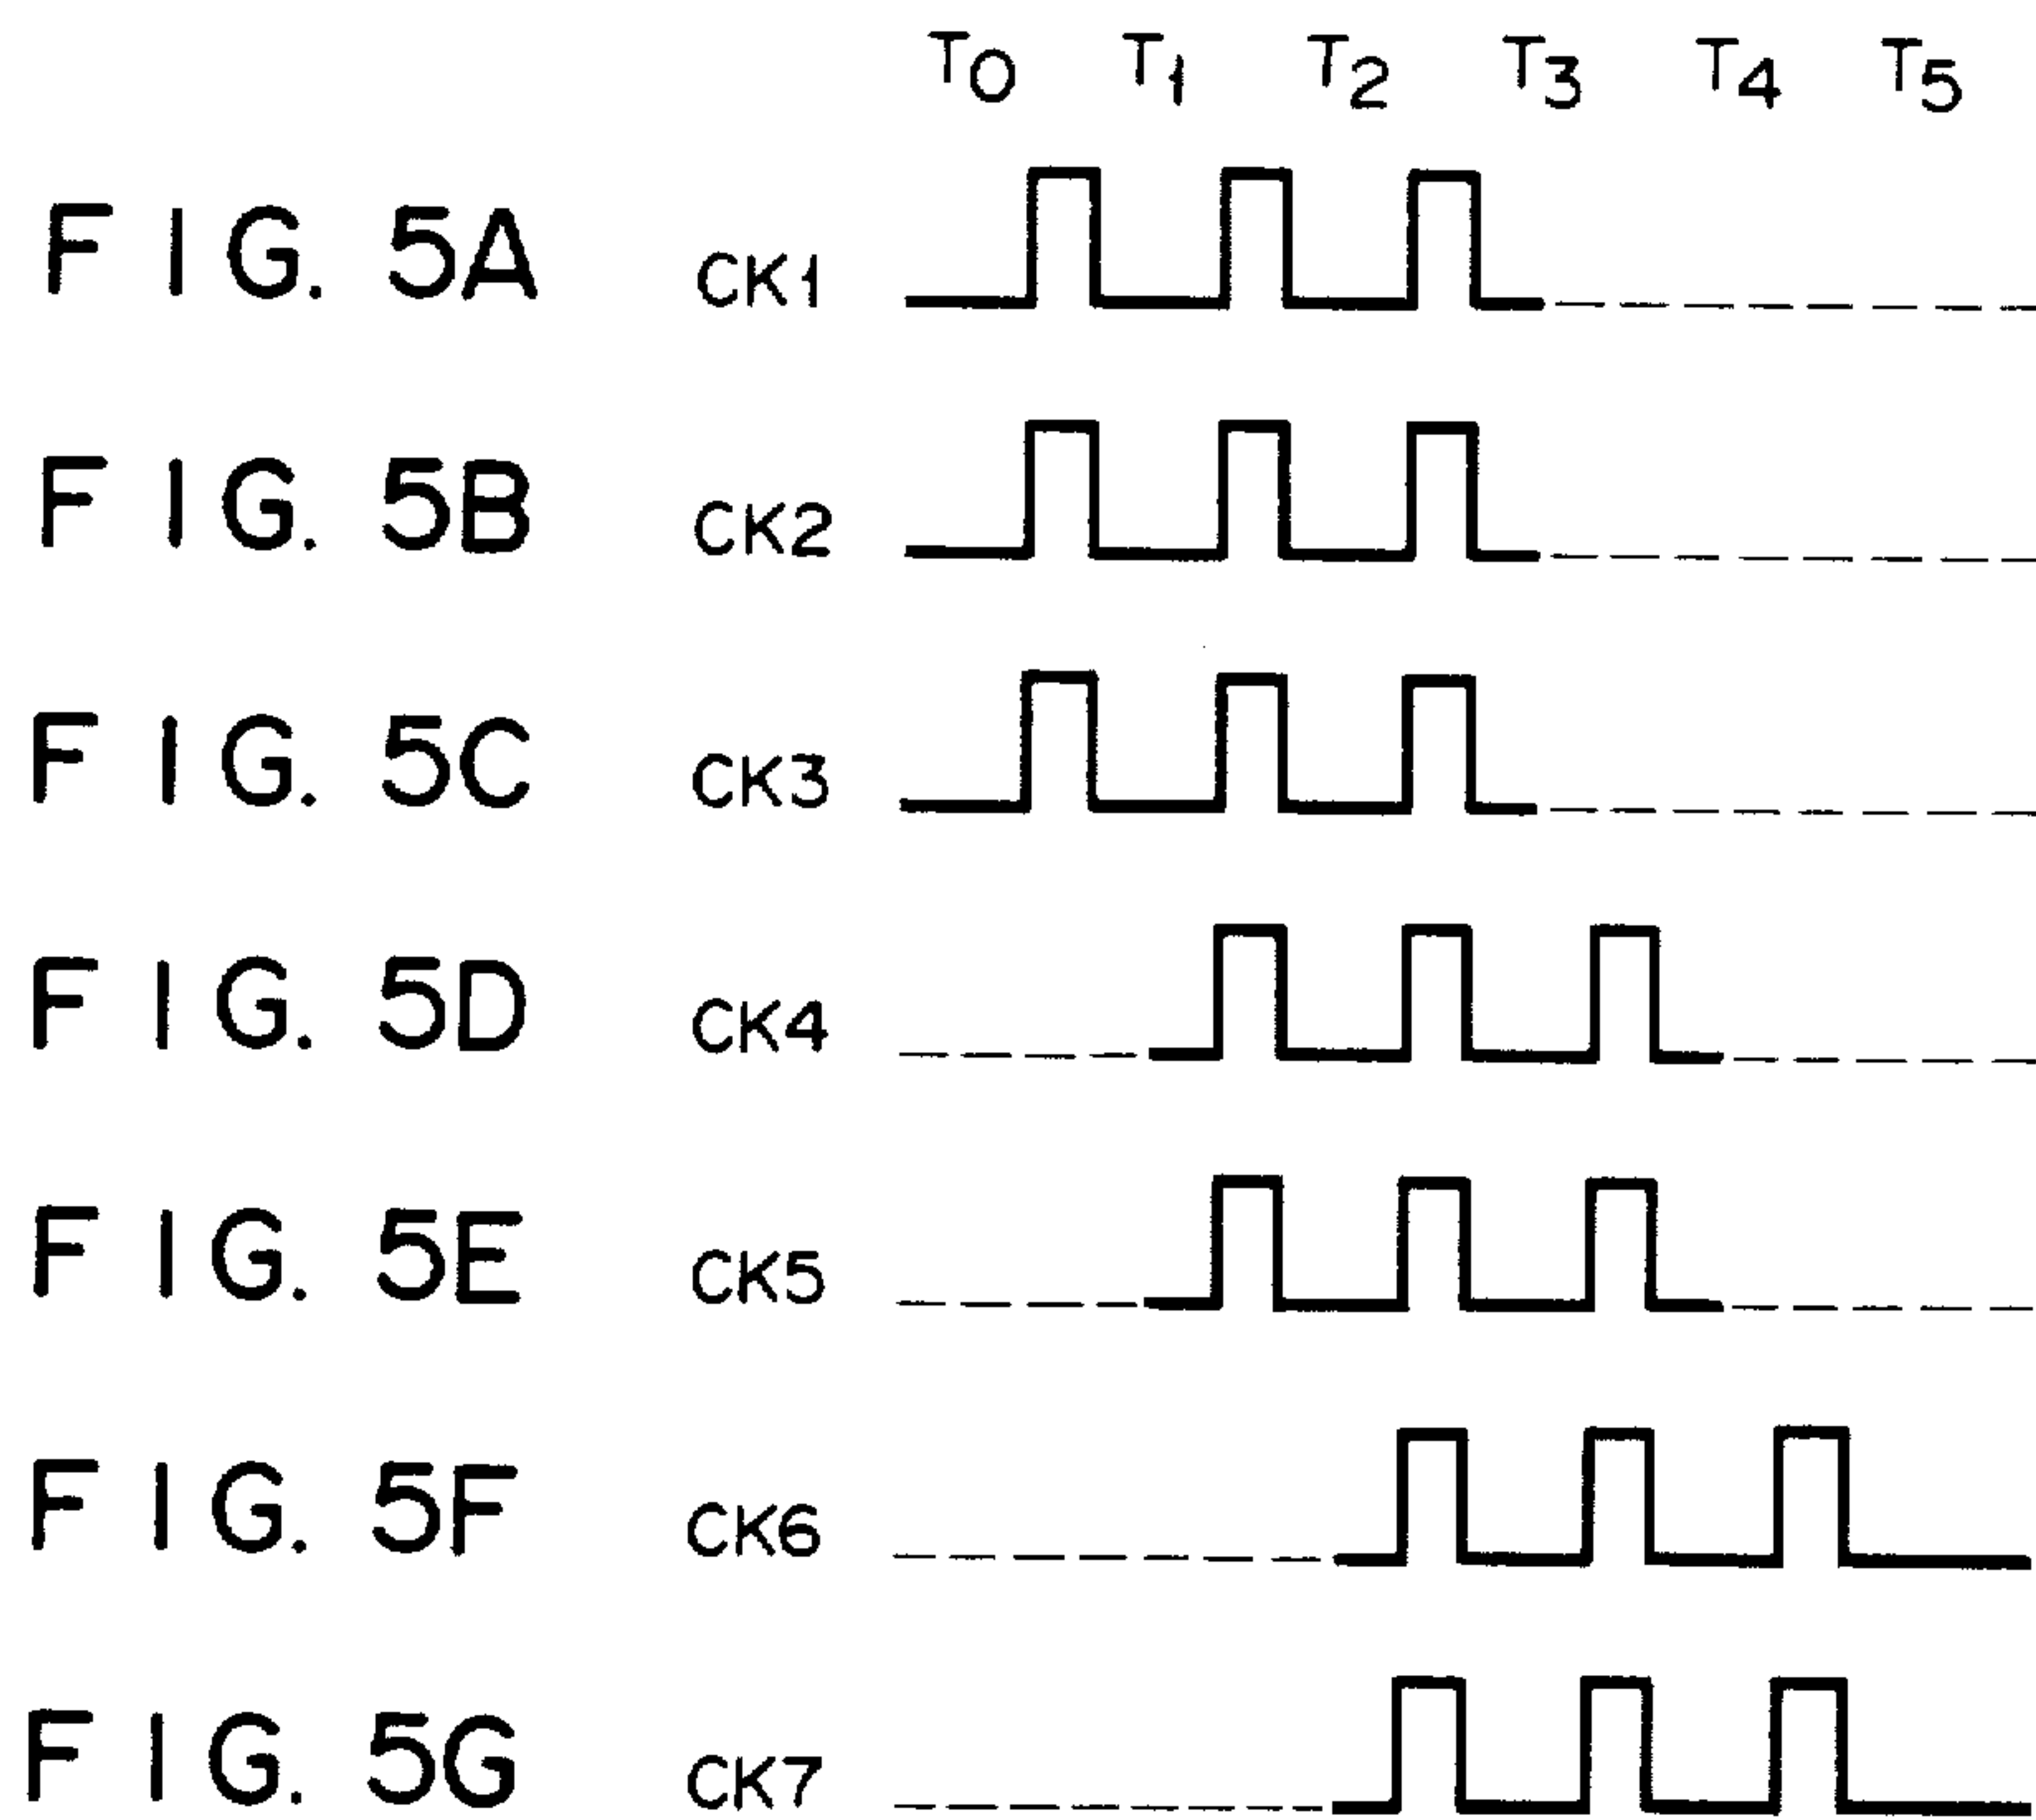 T0 T1 T2 T3 T4 T5
FIG. 5A CK1
FIG. 5B CK2
FIG. 5C CK3
FIG. 5D CK4
FIG. 5E CK5
FIG. 5F CK6
FIG. 5G CK7